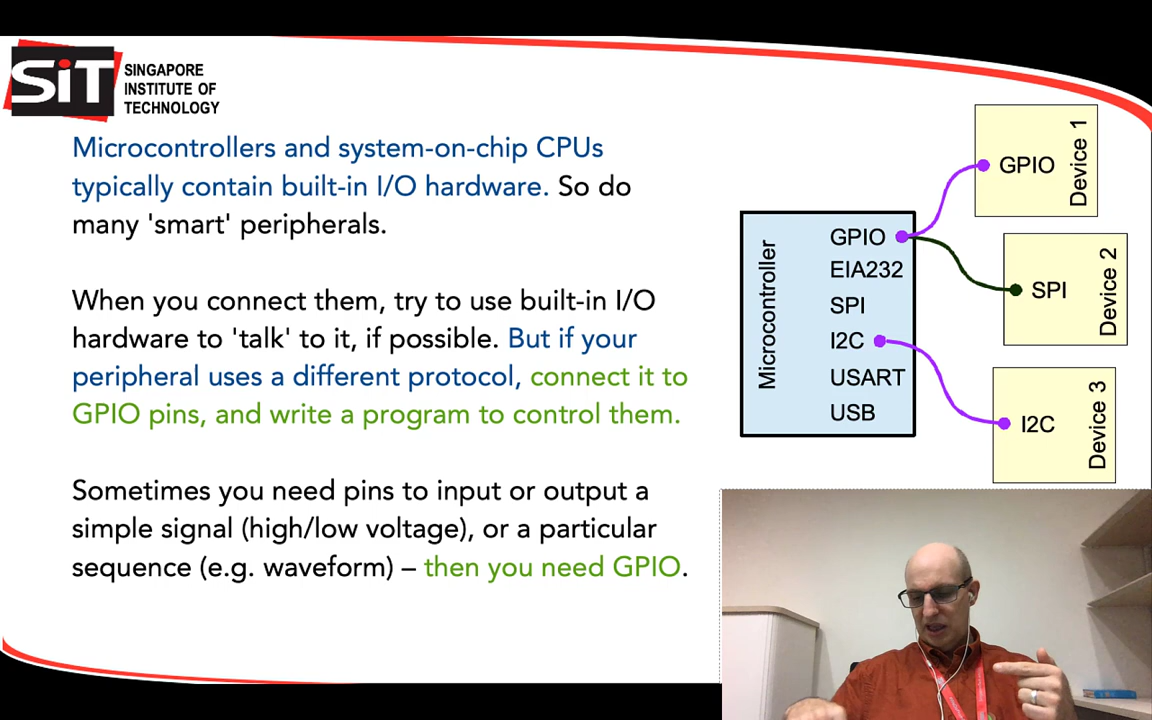 SiT
SINGAPORE
INSTITUTE OF
TECHNOLOGY
Microcontrollers and system-on-chip CPUs
typically contain built-in I/O hardware. So do
many 'smart' peripherals.
When you connect them, try to use built-in I/O
hardware to 'talk' to it, if possible. But if your
peripheral uses a different protocol, connect it to
GPIO pins, and write a program to control them.
Sometimes you need pins to input or output a
simple signal (high/low voltage), or a particular
sequence (e.g. waveform) – then you need GPIO.
Microcontroller
GPIO
EIA232
SPI
I2C
USART
USB
GPIO
Device 1
SPI
Device 2
I2C
Device 3